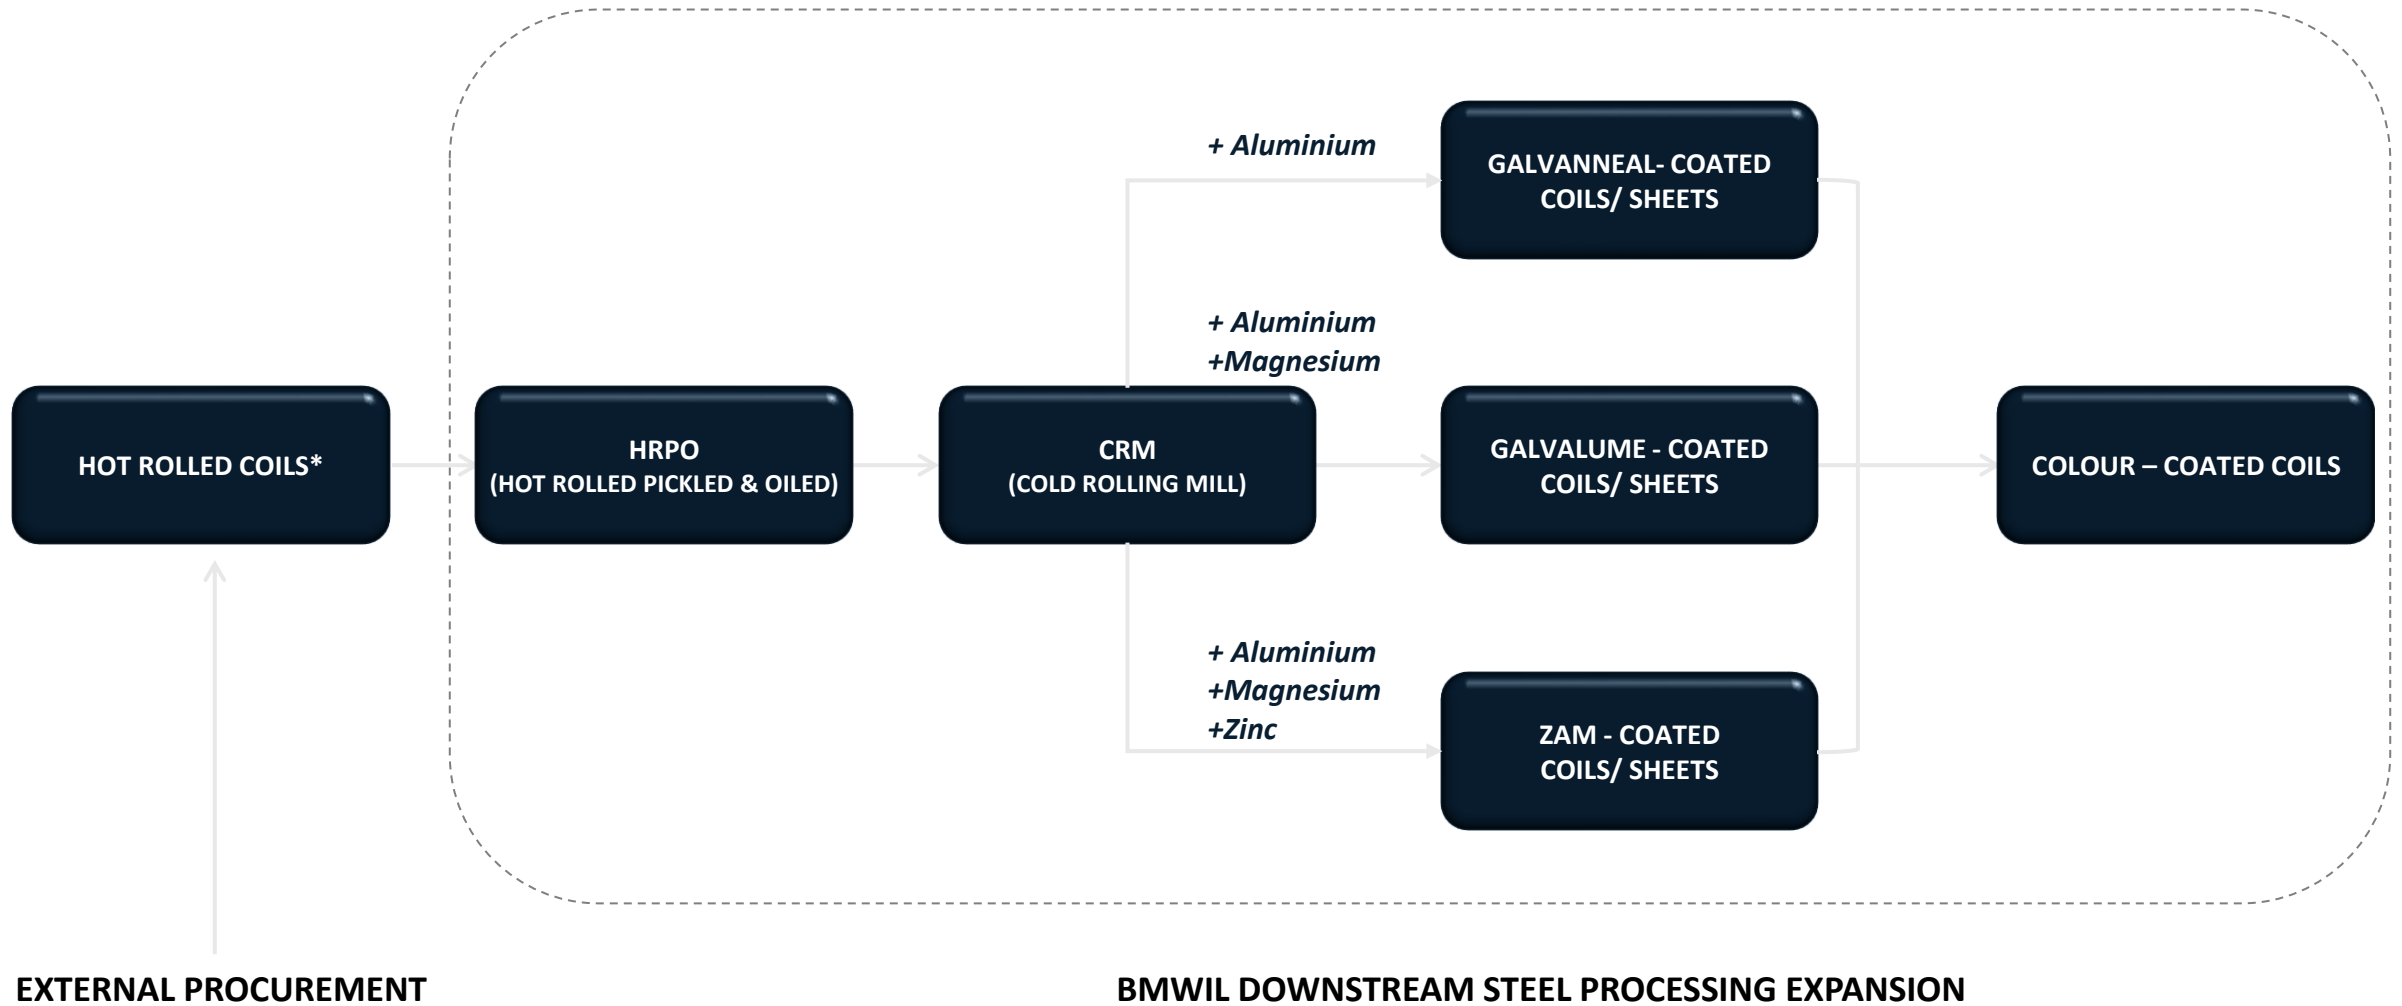 + Aluminium
GALVANNEAL- COATED
COILS/ SHEETS
+ Aluminium
+Magnesium
HOT ROLLED COILS*
HRPO
(HOT ROLLED PICKLED & OILED)
CRM
(COLD ROLLING MILL)
GALVALUME - COATED
COILS/ SHEETS
COLOUR – COATED COILS
+ Aluminium
+Magnesium
+Zinc
ZAM - COATED
COILS/ SHEETS
EXTERNAL PROCUREMENT
BMWIL DOWNSTREAM STEEL PROCESSING EXPANSION